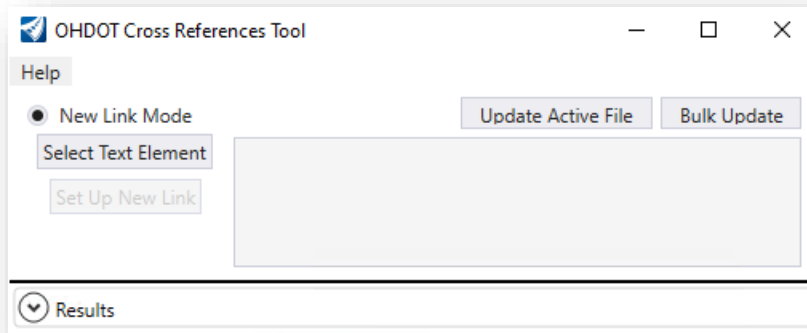 OHDOT Cross References Tool
Help
New Link Mode
Update Active File
Bulk Update
Select Text Element
Set Up New Link
Results